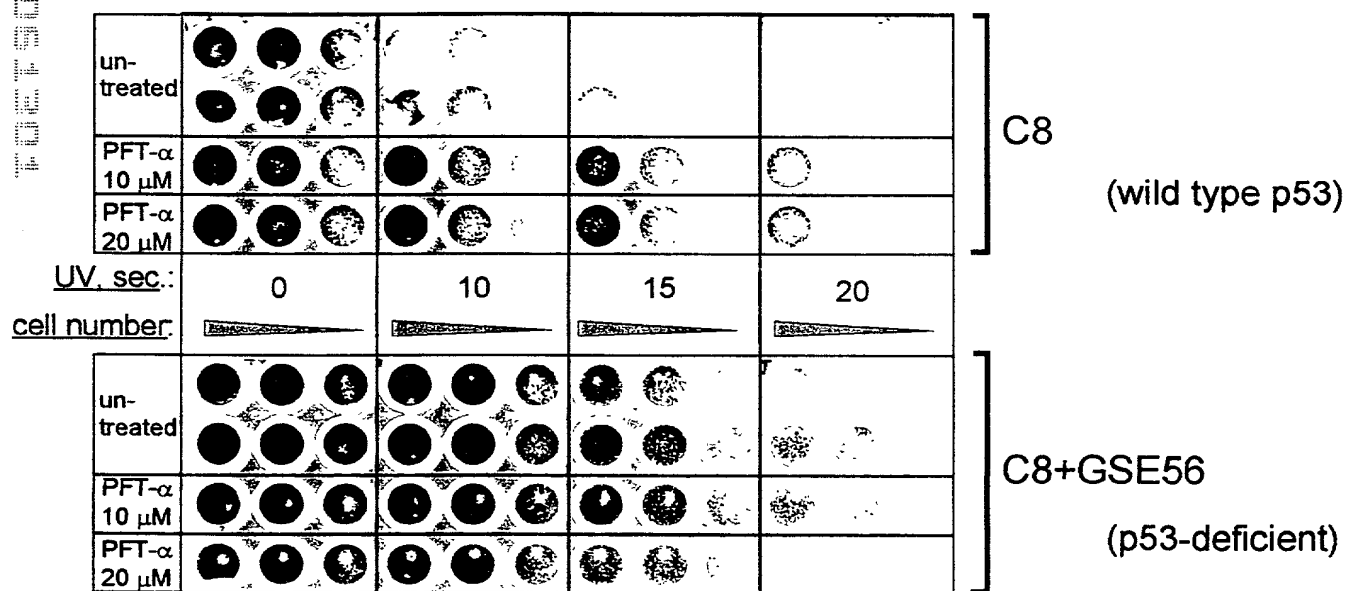 un-
treated
PFT-α
10 μM
PFT-α
20 μM
C8
(wild type p53)
UV, sec.: 0 10 15 20
cell number:
un-
treated
PFT-α
10 μM
PFT-α
20 μM
C8+GSE56
(p53-deficient)